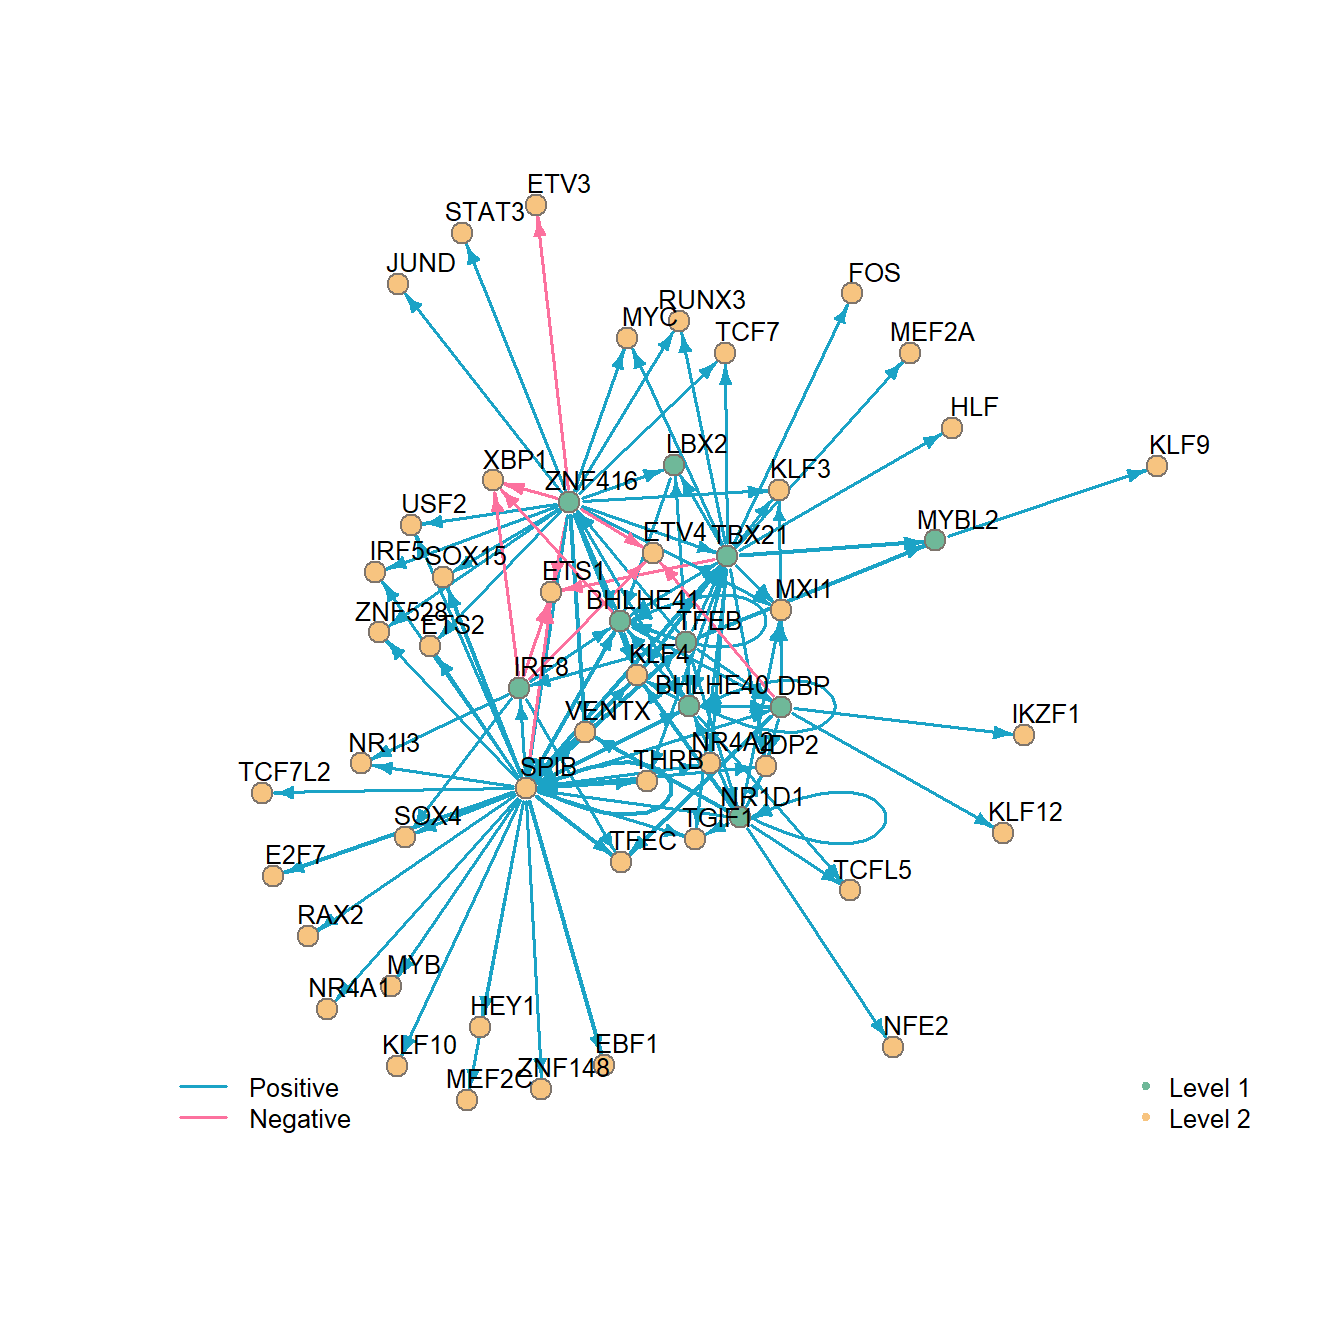 ETV3
STAT3
JUND
FOS
RUNX3
MYC
TCF7
MEF2A
HLF
LBX2
KLF9
XBP1
ZNF416
KLF3
USF2
MYBL2
ETV4
TBX21
IRF5
SOX15
ETS1
MXI1
BHLHE41
ZNF528
ETS2
TFEB
KLF4
IRF8
BHLHE40
DBP
VENTX
IKZF1
NR1I3
NR4A2
JDP2
TCF7L2
SPIB
THRB
NR1D1
SOX4
TGIF1
KLF12
TFEC
E2F7
TCFL5
RAX2
MYB
NR4A1
HEY1
NFE2
KLF10
EBF1
ZNF148
MEF2C
Positive
Negative
Level 1
Level 2